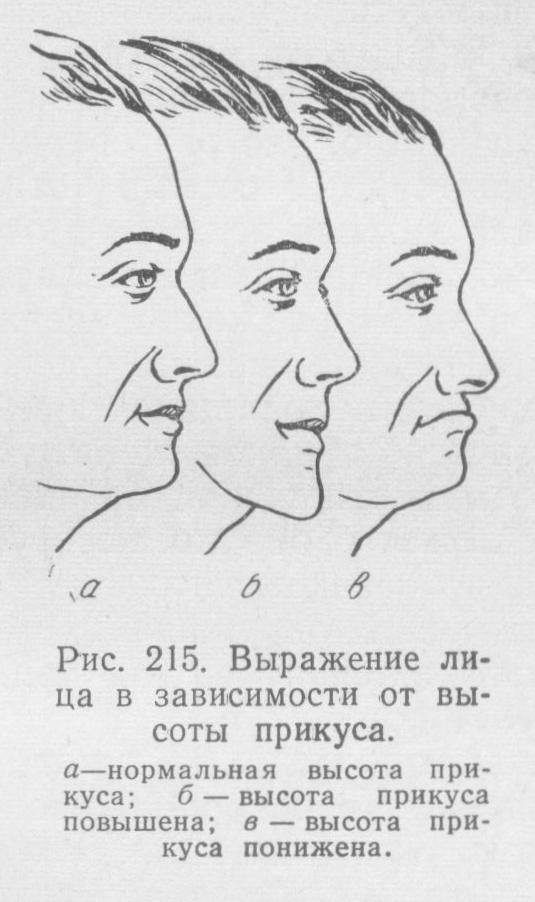 а б в
Рис. 215. Выражение ли-
ца в зависимости от вы-
соты прикуса.
а—нормальная высота при-
куса; б — высота прикуса
повышена; в — высота при-
куса понижена.